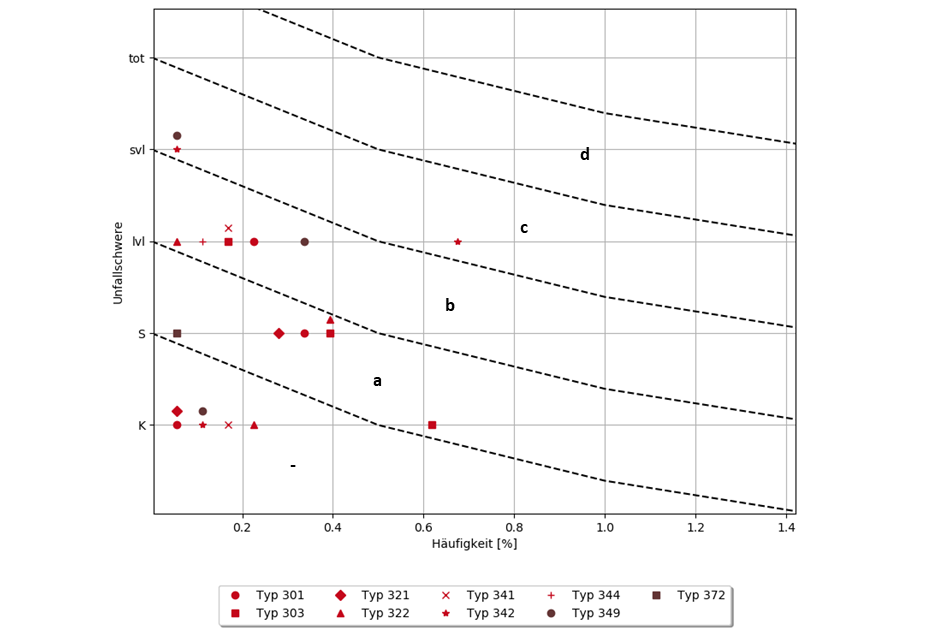 tot
d
svl
c
lvl
b
S
a
K
-
Unfallschwere
0.2 0.4 0.6 0.8 1.0 1.2 1.4
Häufigkeit [%]
Typ 301 Typ 321 Typ 341 Typ 344 Typ 372
Typ 303 Typ 322 Typ 342 Typ 349